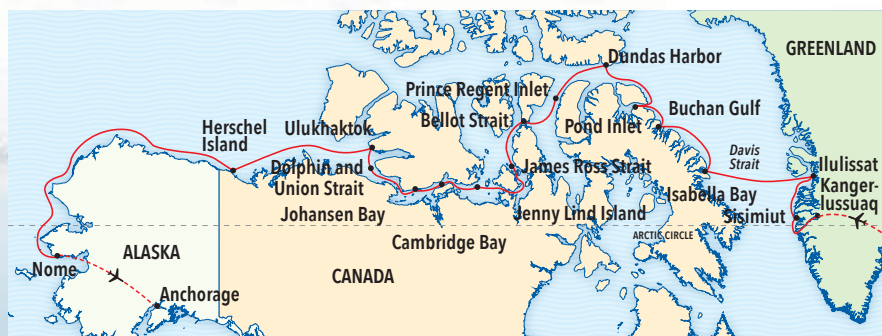 Dundas Harbor
GREENLAND
Prince Regent Inlet
Buchan Gulf
Herschel
Island
Ulukhaktok
Bellot Strait
Pond Inlet
Davis
Strait
Dolphin and
Union Strait
James Ross Strait
Ilulissat
Kanger-
lussuaq
Isabella Bay
Sisimiut
Johansen Bay
Jenny Lind Island
Cambridge Bay
ARCTIC CIRCLE
ALASKA
Nome
CANADA
Anchorage